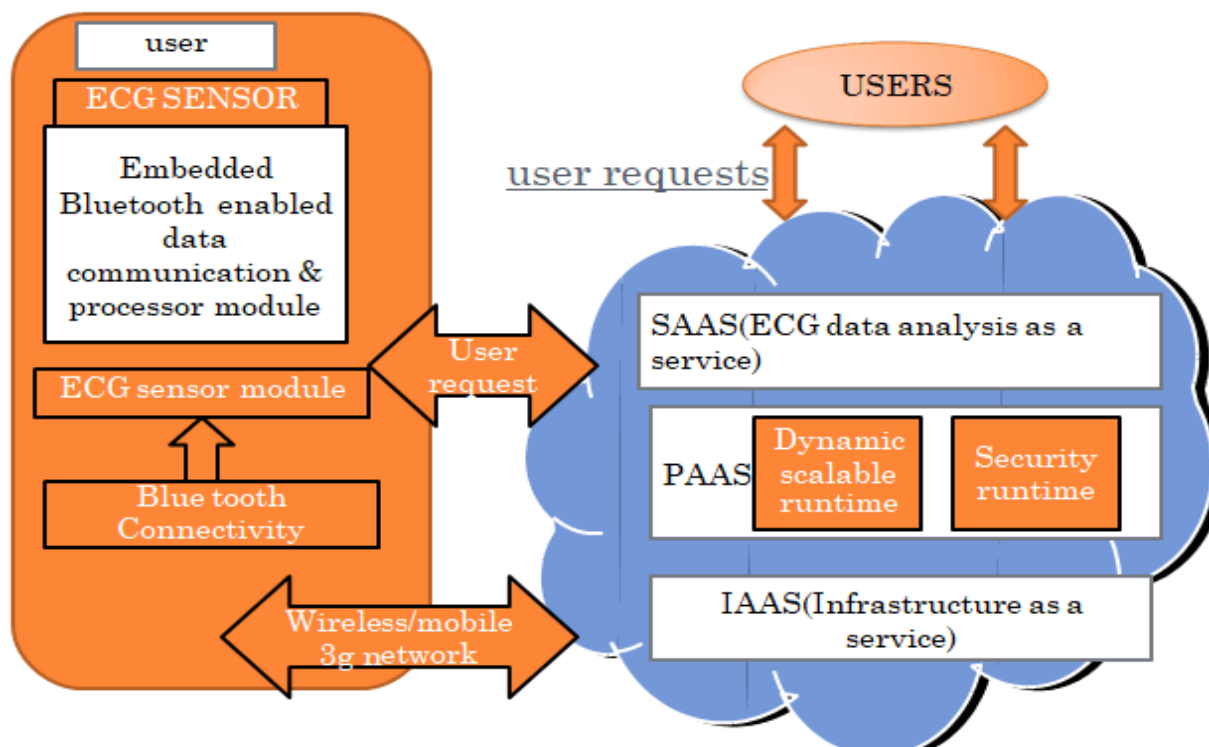 user
ECG SENSOR
Embedded
Bluetooth enabled
data
communication &
processor module
ECG sensor module
Blue tooth
Connectivity
User
request
Wireless/mobile
3g network
USERS
user requests
SAAS(ECG data analysis as a
service)
PAAS
Dynamic
scalable
runtime
Security
runtime
IAAS(Infrastructure as a
service)